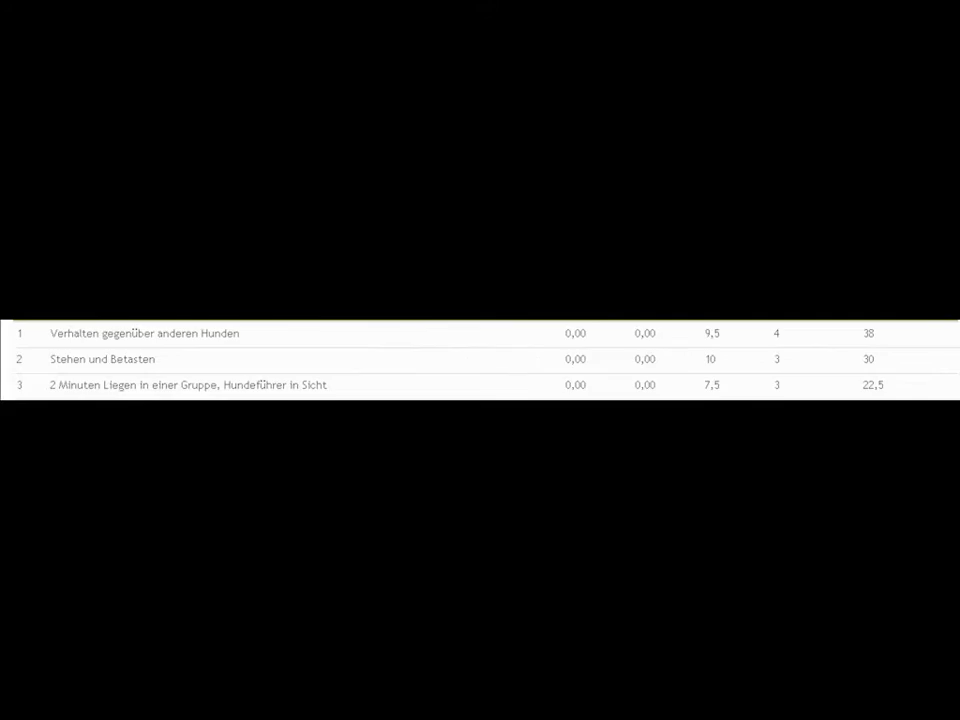 1 Verhalten gegenüber anderen Hunden 0,00 0,00 9,5 4 38
2 Stehen und Betasten 0,00 0,00 10 3 30
3 2 Minuten Liegen in einer Gruppe, Hundeführer in Sicht 0,00 0,00 7,5 3 22,5